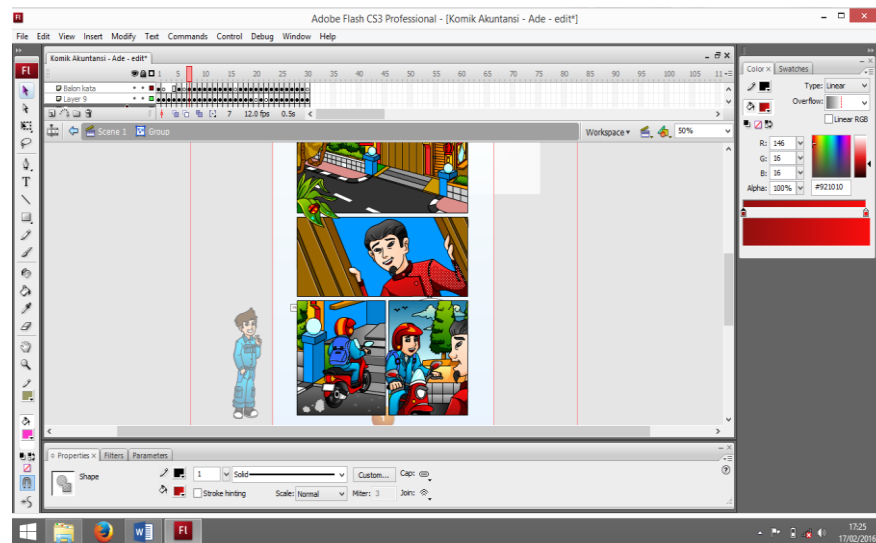 Fl Adobe Flash CS3 Professional - [Komik Akuntansi - Ade - edit*]
File Edit View Insert Modify Text Commands Control Debug Window Help
Komik Akuntansi - Ade - edit*
1 5 10 15 20 25 30 35 40 45 50 55 60 65 70 75 80 85 90 95 100 105 11
Balon kata
Layer 9
7 12.0 fps 0.5s
Scene 1 Group Workspace 50%
Fl
T
Color Swatches
Type: Linear
Overflow:
Linear RGB
R: 146
G: 16
B: 16
Alpha: 100% #921010
Properties Filters Parameters
Shape 1 Solid Custom... Cap:
Stroke hinting Scale: Normal Miter: 3 Join:
Fl
17:25
17/02/2016